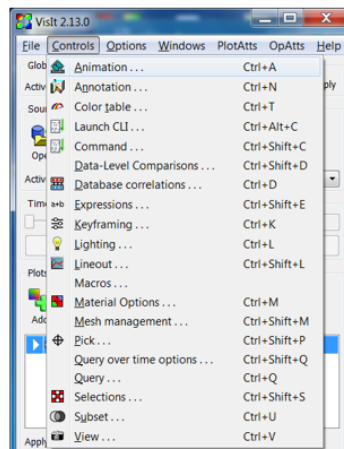 VisIt 2.13.0
File Controls Options Windows PlotAtts OpAtts Help
Animation ... Ctrl+A
Annotation ... Ctrl+N
Color table ... Ctrl+T
Launch CLI ... Ctrl+Alt+C
Command ... Ctrl+Shift+C
Data-Level Comparisons ... Ctrl+Shift+D
Database correlations ... Ctrl+D
a+b Expressions ... Ctrl+Shift+E
Keyframing ... Ctrl+K
Lighting ... Ctrl+L
Lineout ... Ctrl+Shift+L
Macros ...
Material Options ... Ctrl+M
Mesh management ... Ctrl+Shift+M
Pick ... Ctrl+Shift+P
Query over time options ... Ctrl+Shift+Q
Query ... Ctrl+Q
Selections ... Ctrl+Shift+S
Subset ... Ctrl+U
View ... Ctrl+V